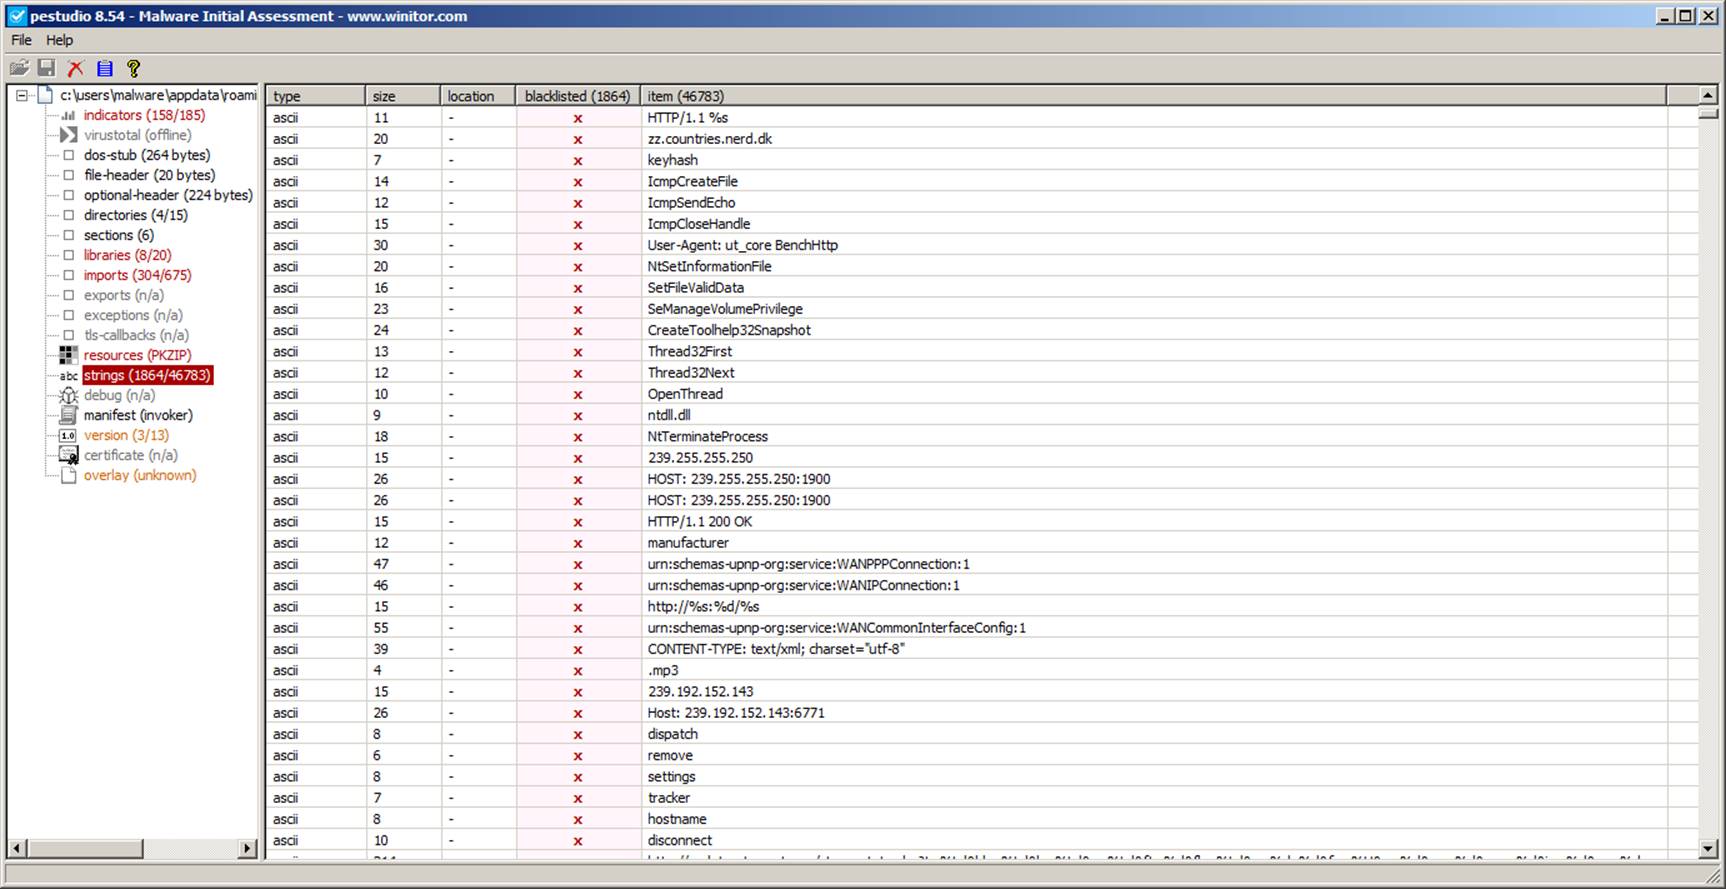 pestudio 8.54 - Malware Initial Assessment - www.winitor.com
File Help
c:\users\malware\appdata\roami
indicators (158/185)
virustotal (offline)
dos-stub (264 bytes)
file-header (20 bytes)
optional-header (224 bytes)
directories (4/15)
sections (6)
libraries (8/20)
imports (304/675)
exports (n/a)
exceptions (n/a)
tls-callbacks (n/a)
resources (PKZIP)
abc strings (1864/46783)
debug (n/a)
manifest (invoker)
1.0 version (3/13)
certificate (n/a)
overlay (unknown)
type size location blacklisted (1864) item (46783)
ascii 11 - x HTTP/1.1 %s
ascii 20 - x zz.countries.nerd.dk
ascii 7 - x keyhash
ascii 14 - x IcmpCreateFile
ascii 12 - x IcmpSendEcho
ascii 15 - x IcmpCloseHandle
ascii 30 - x User-Agent: ut_core BenchHttp
ascii 20 - x NtSetInformationFile
ascii 16 - x SetFileValidData
ascii 23 - x SeManageVolumePrivilege
ascii 24 - x CreateToolhelp32Snapshot
ascii 13 - x Thread32First
ascii 12 - x Thread32Next
ascii 10 - x OpenThread
ascii 9 - x ntdll.dll
ascii 18 - x NtTerminateProcess
ascii 15 - x 239.255.255.250
ascii 26 - x HOST: 239.255.255.250:1900
ascii 26 - x HOST: 239.255.255.250:1900
ascii 15 - x HTTP/1.1 200 OK
ascii 12 - x manufacturer
ascii 47 - x urn:schemas-upnp-org:service:WANPPPConnection:1
ascii 46 - x urn:schemas-upnp-org:service:WANIPConnection:1
ascii 15 - x http://%s:%d/%s
ascii 55 - x urn:schemas-upnp-org:service:WANCommonInterfaceConfig:1
ascii 39 - x CONTENT-TYPE: text/xml; charset="utf-8"
ascii 4 - x .mp3
ascii 15 - x 239.192.152.143
ascii 26 - x Host: 239.192.152.143:6771
ascii 8 - x dispatch
ascii 6 - x remove
ascii 8 - x settings
ascii 7 - x tracker
ascii 8 - x hostname
ascii 10 - x disconnect